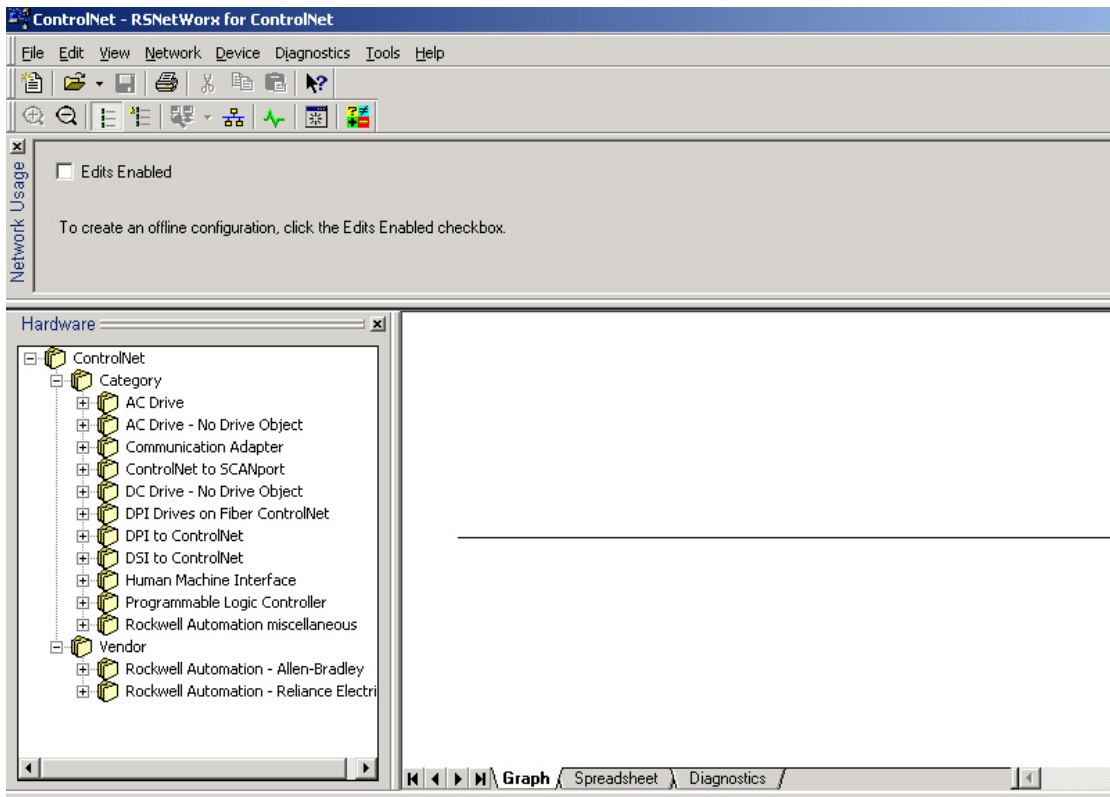 ControlNet - RSNetWorx for ControlNet
File Edit View Network Device Diagnostics Tools Help
Network Usage
Edits Enabled
To create an offline configuration, click the Edits Enabled checkbox.
Hardware
ControlNet
Category
AC Drive
AC Drive - No Drive Object
Communication Adapter
ControlNet to SCANport
DC Drive - No Drive Object
DPI Drives on Fiber ControlNet
DPI to ControlNet
DSI to ControlNet
Human Machine Interface
Programmable Logic Controller
Rockwell Automation miscellaneous
Vendor
Rockwell Automation - Allen-Bradley
Rockwell Automation - Reliance Electri
Graph Spreadsheet Diagnostics